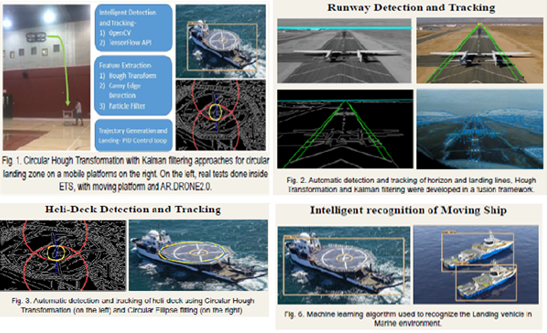 Intelligent Detection
and Tracking-
1) OpenCV
2) TensorFlow API
Feature Extraction
1) Hough Transform
2) Canny Edge
Detection
3) Particle Filter
Trajectory Generation and
Landing- PID Control loop
Fig. 1. Circular Hough Transformation with Kalman filtering approaches for circular
landing zone on a mobile platforms on the right. On the left, real tests done inside
ETS, with moving platform and AR.DRONE2.0.
Runway Detection and Tracking
Fig. 2. Automatic detection and tracking of horizon and landing lines, Hough
Transformation and Kalman filtering were developed in a fusion framework.
Heli-Deck Detection and Tracking
Fig. 3. Automatic detection and tracking of heli deck using Circular Hough
Transformation (on the left) and Circular Ellipse fitting (on the right)
Intelligent recognition of Moving Ship
Fig. 6. Machine learning algorithm used to recognize the Landing vehicle in
Marine environment.